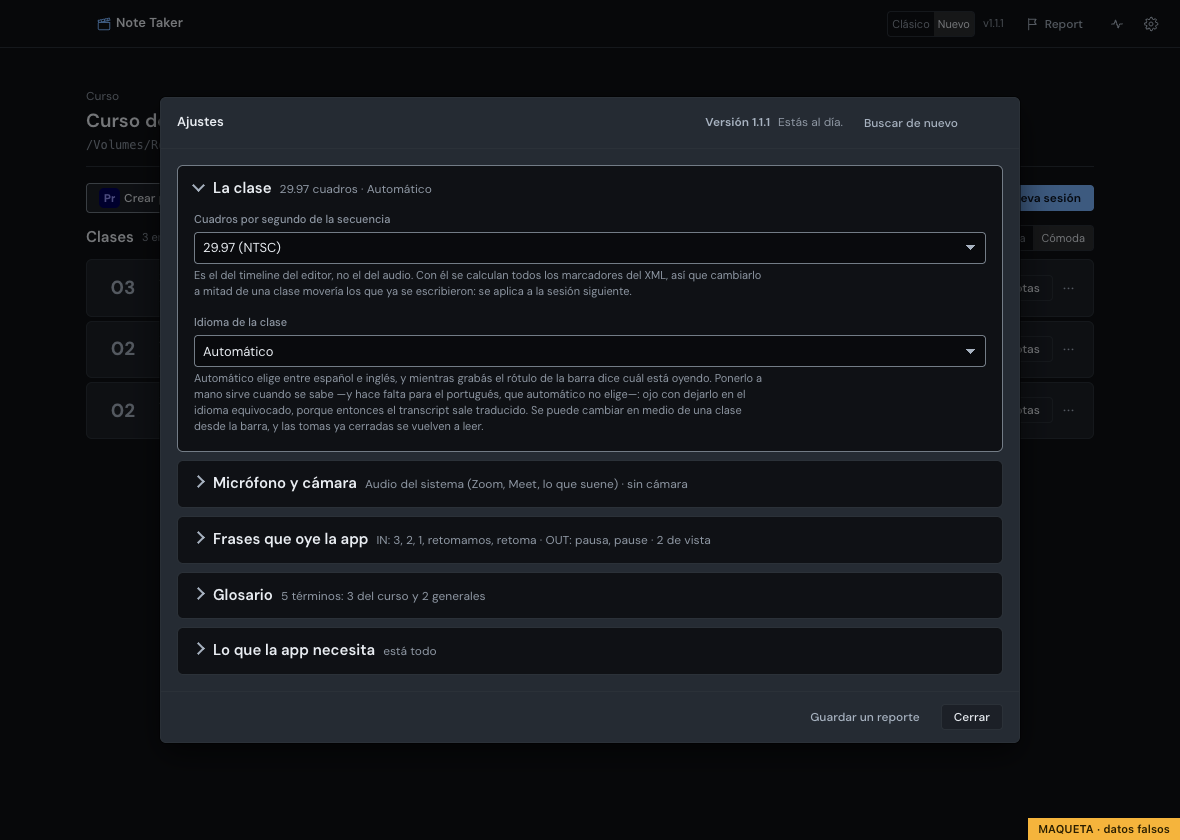 Note Taker
Clásico Nuevo v1.1.1 Report
Curso
Curso
/Volumes/
Pr Crear
sesión
Clases 3
Cómoda
03
02
02
Ajustes
Versión 1.1.1 Estás al día. Buscar de nuevo
La clase 29.97 cuadros · Automático
Cuadros por segundo de la secuencia
29.97 (NTSC)
Es el del timeline del editor, no el del audio. Con él se calculan todos los marcadores del XML, así que cambiarlo
a mitad de una clase movería los que ya se escribieron: se aplica a la sesión siguiente.
Idioma de la clase
Automático
Automático elige entre español e inglés, y mientras grabás el rótulo de la barra dice cuál está oyendo. Ponerlo a
mano sirve cuando se sabe —y hace falta para el portugués, que automático no elige—: ojo con dejarlo en el
idioma equivocado, porque entonces el transcript sale traducido. Se puede cambiar en medio de una clase
desde la barra, y las tomas ya cerradas se vuelven a leer.
Micrófono y cámara Audio del sistema (Zoom, Meet, lo que suene) · sin cámara
Frases que oye la app IN: 3, 2, 1, retomamos, retoma · OUT: pausa, pause · 2 de vista
Glosario 5 términos: 3 del curso y 2 generales
Lo que la app necesita está todo
Guardar un reporte Cerrar
MAQUETA · datos falsos